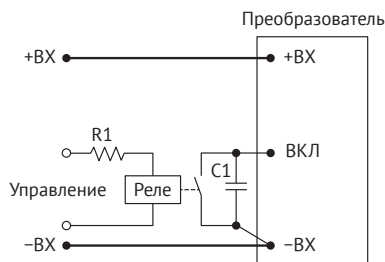 Преобразователь
+ВХ
+ВХ
R1
ВКЛ
C1
Управление
Реле
−ВХ
−ВХ